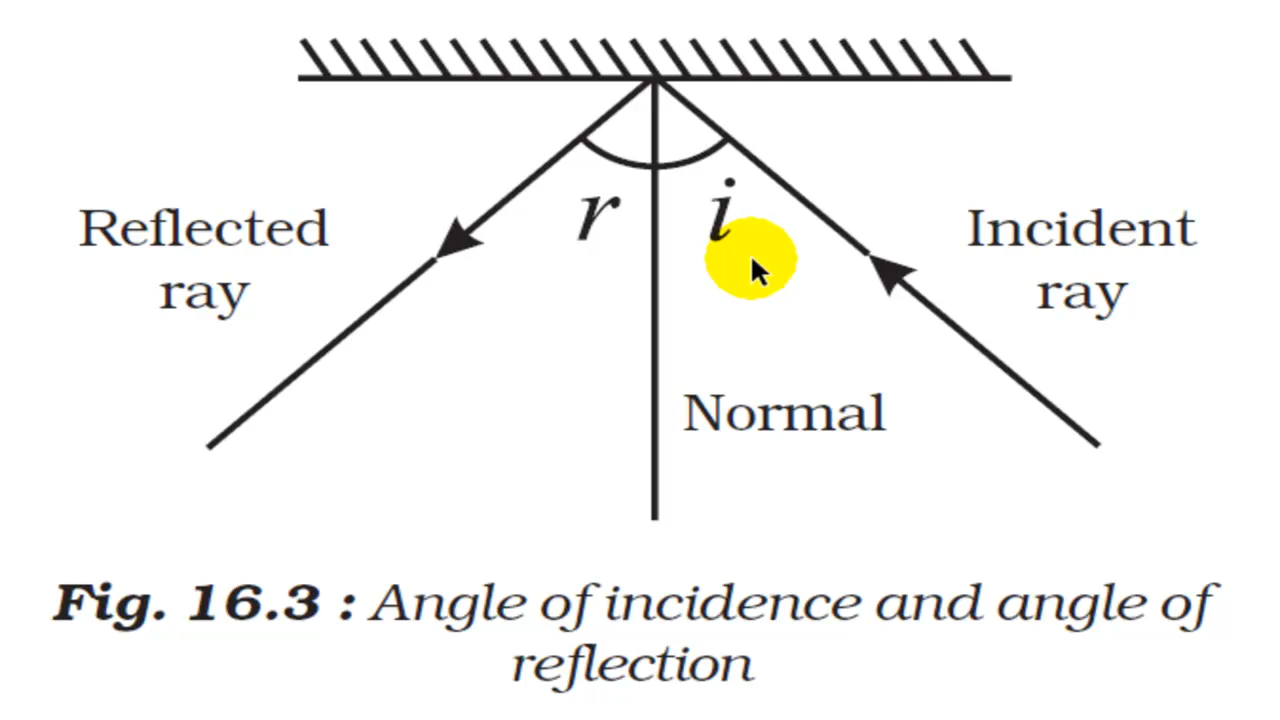 r
i
Reflected
ray
Incident
ray
Normal
Fig. 16.3 : Angle of incidence and angle of
reflection